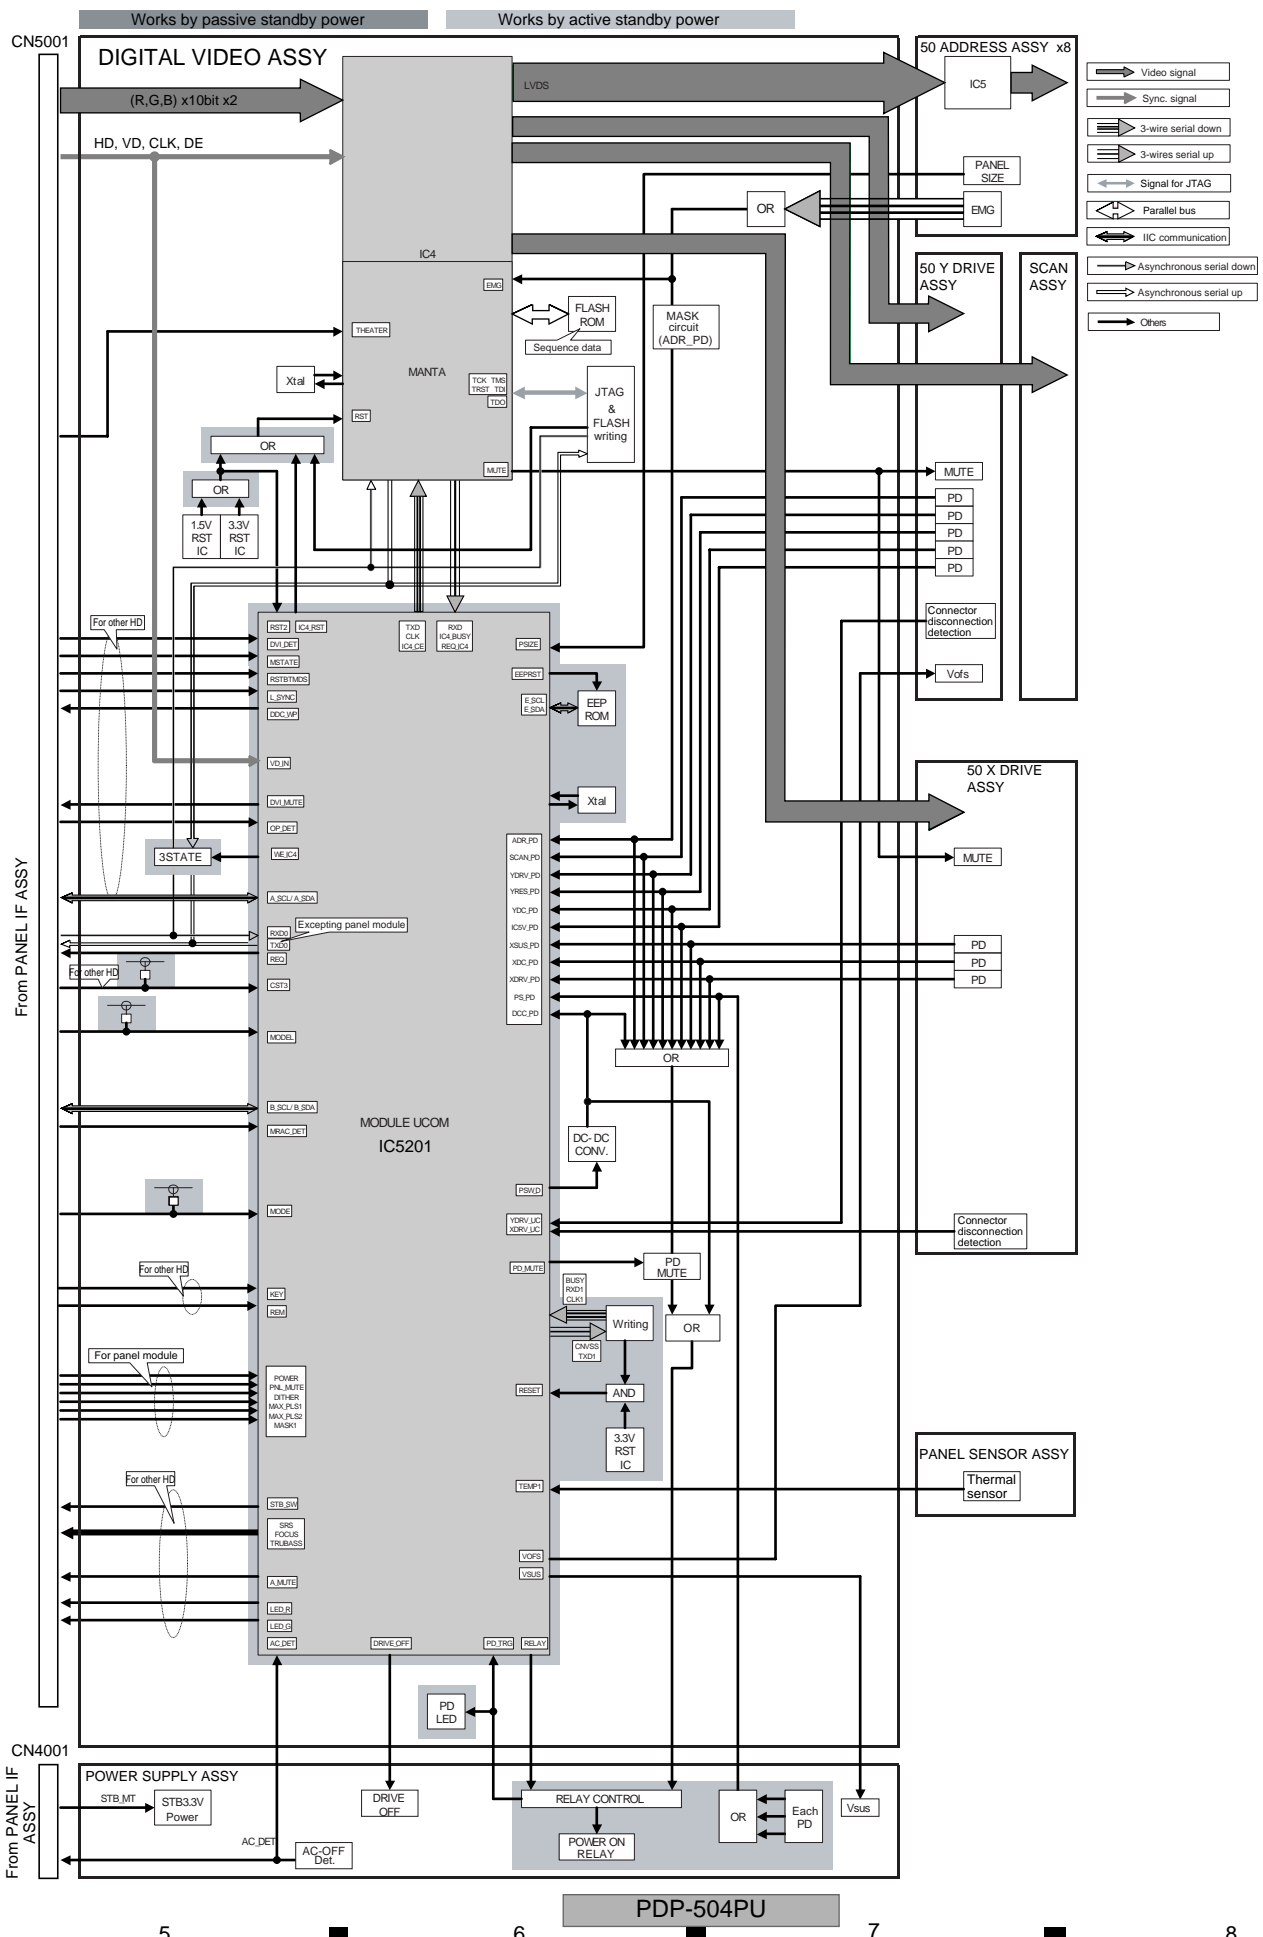 Works by passive standby power
Works by active standby power
CN5001
DIGITAL VIDEO ASSY
(R,G,B) x10bit x2
HD, VD, CLK, DE
LVDS
IC4
50 ADDRESS ASSY x8
IC5
PANEL
SIZE
EMG
OR
Video signal
Sync. signal
3-wire serial down
3-wires serial up
Signal for JTAG
Parallel bus
IIC communication
Asynchronous serial down
Asynchronous serial up
Others
50 Y DRIVE
ASSY
SCAN
ASSY
EMG
FLASH
ROM
Sequence data
MASK
circuit
(ADR_PD)
THEATER
MANTA
Xtal
TCK TMS
TRST TDI
TDO
JTAG
&
FLASH
writing
RST
OR
MUTE
MUTE
OR
1.5V
RST
IC
3.3V
RST
IC
PD
PD
PD
PD
PD
Connector
disconnection
detection
Vofs
For other HD
RST2
IC4_RST
TXD
CLK
IC4_CE
RXD
IC4_BUSY
REQ_IC4
PSIZE
DVI_DET
MSTATE
RSTBTMDS
L_SYNC
DDC_WP
EEPRST
E_SCL
E_SDA
EEP
ROM
VD_IN
DVI_MUTE
OP_DET
Xtal
3STATE
WE_IC4
A_SCL/ A_SDA
RXD0
TXD0
REQ
Excepting panel module
For other HD
CST3
MODEL
ADR_PD
SCAN_PD
YDRV_PD
YRES_PD
YDC_PD
IC5V_PD
XSUS_PD
XDC_PD
XDRV_PD
PS_PD
DCC_PD
50 X DRIVE
ASSY
MUTE
PD
PD
PD
OR
From PANEL IF ASSY
B_SCL/ B_SDA
MRAC_DET
MODULE UCOM
IC5201
DC- DC
CONV.
PSW_D
MODE
YDRV_UC
XDRV_UC
Connector
disconnection
detection
For other HD
PD_MUTE
PD
MUTE
BUSY
RXD1
CLK1
KEY
REM
Writing
OR
CNVSS
TXD1
For panel module
POWER
PNL_MUTE
DITHER
MAX_PLS1
MAX_PLS2
MASK1
RESET
AND
3.3V
RST
IC
PANEL SENSOR ASSY
Thermal
sensor
For other HD
TEMP1
STB_SW
SRS
FOCUS
TRUBASS
VOFS
VSUS
A_MUTE
LED_R
LED_G
AC_DET
DRIVE_OFF
PD_TRG
RELAY
PD
LED
CN4001
From PANEL IF
ASSY
POWER SUPPLY ASSY
STB_MT
STB3.3V
Power
DRIVE
OFF
RELAY CONTROL
OR
Each
PD
Vsus
AC_DET
AC-OFF
Det.
POWER ON
RELAY
PDP-504PU
5
6
7
8